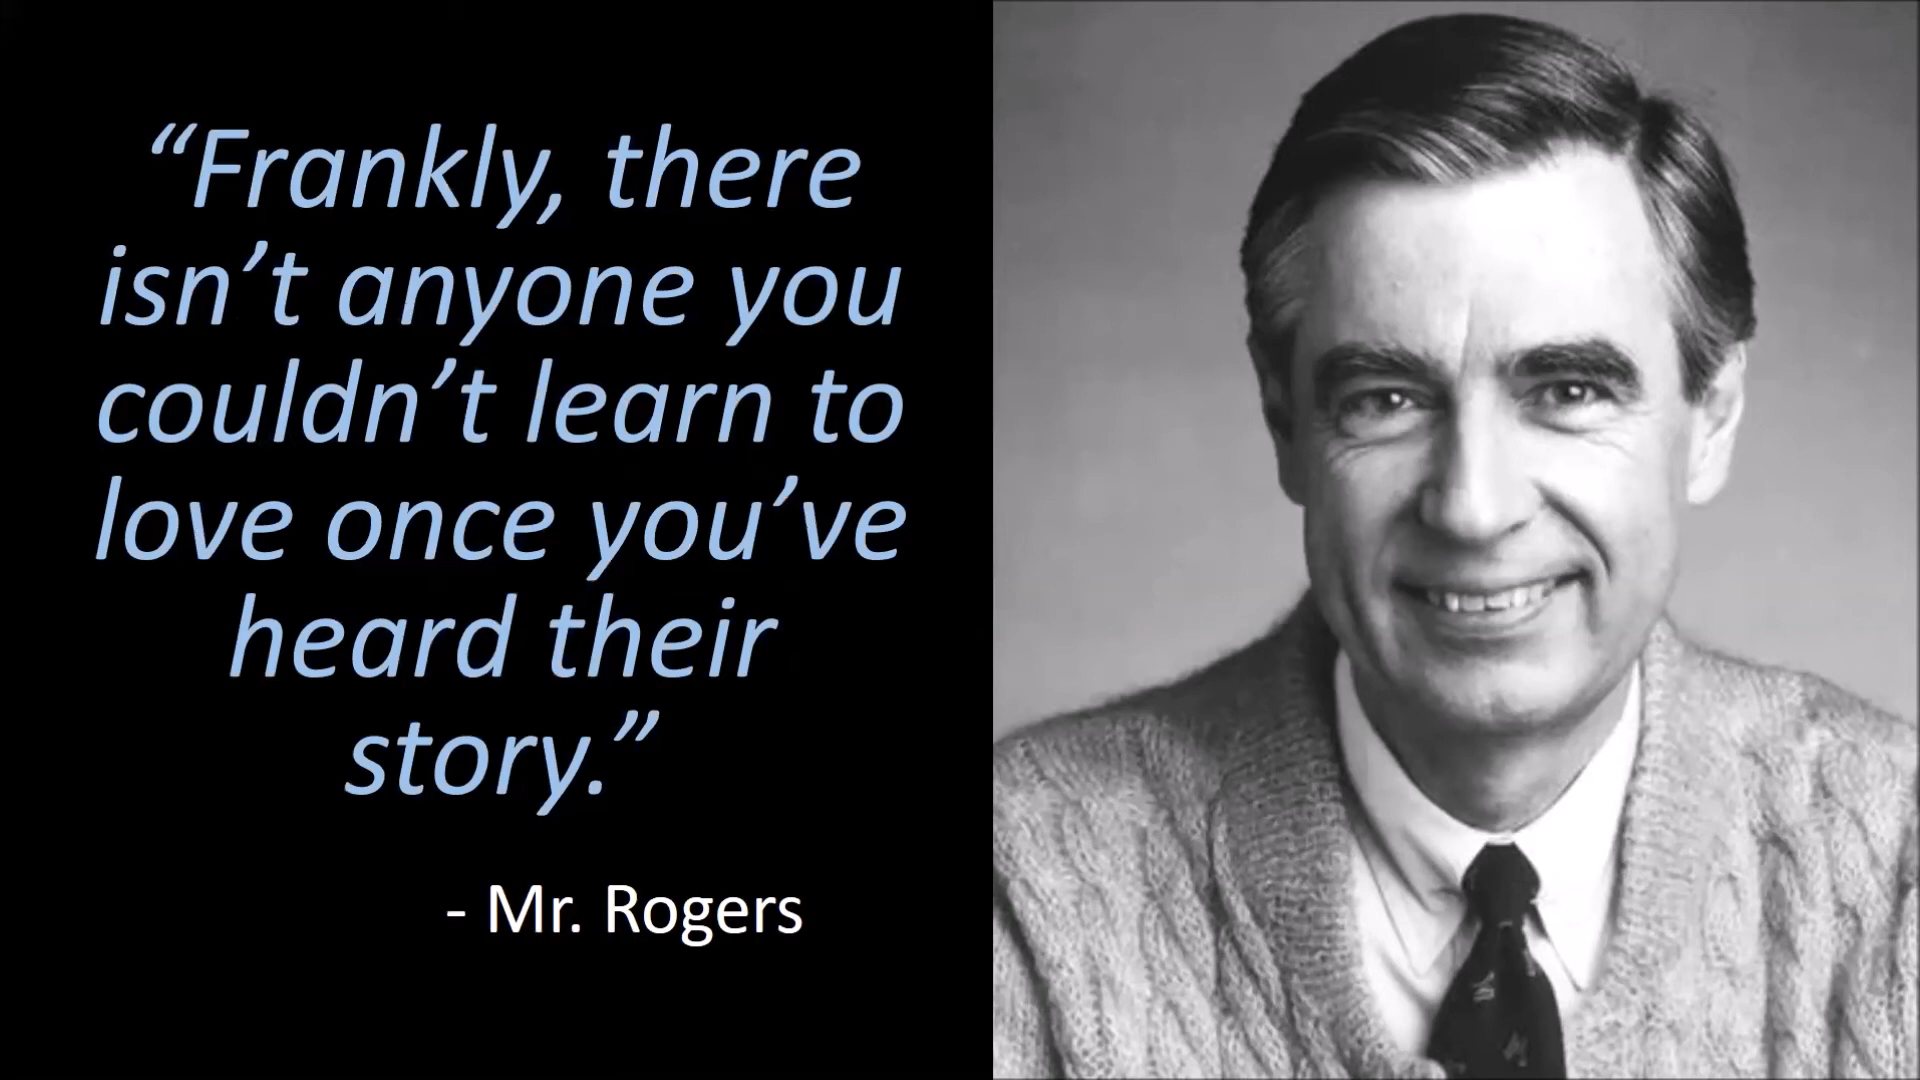 “Frankly, there
isn’t anyone you
couldn’t learn to
love once you’ve
heard their
story.”
- Mr. Rogers